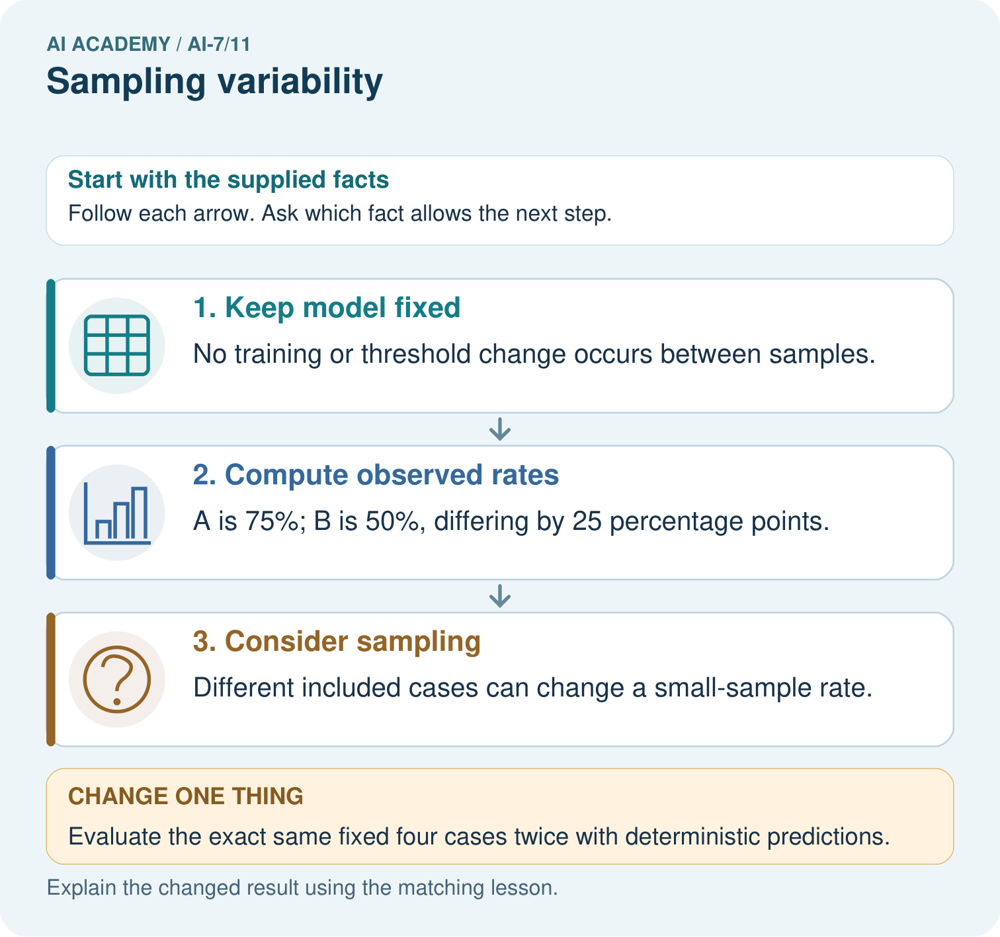 AI ACADEMY / AI-7/11
Sampling variability
Start with the supplied facts
Follow each arrow. Ask which fact allows the next step.
1. Keep model fixed
No training or threshold change occurs between samples.
2. Compute observed rates
A is 75%; B is 50%, differing by 25 percentage points.
3. Consider sampling
Different included cases can change a small-sample rate.
CHANGE ONE THING
Evaluate the exact same fixed four cases twice with deterministic predictions.
Explain the changed result using the matching lesson.